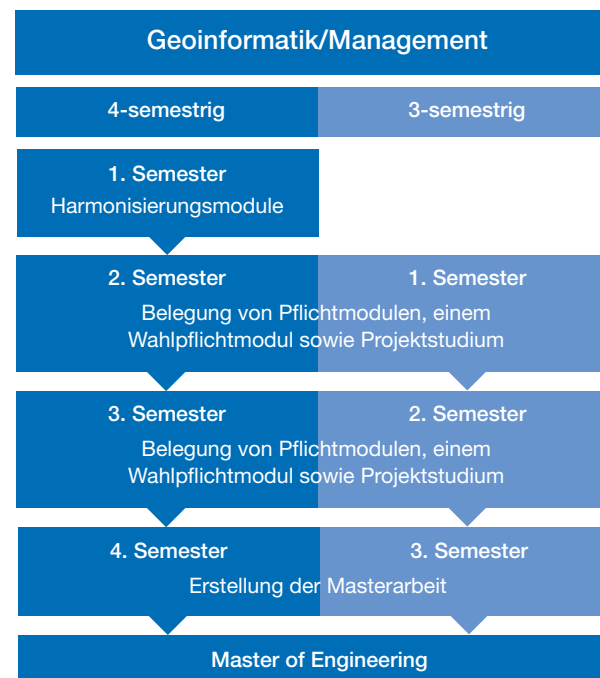 Geoinformatik/Management
4-semestrig 3-semestrig
1. Semester
Harmonisierungsmodule
2. Semester 1. Semester
Belegung von Pflichtmodulen, einem
Wahlpflichtmodul sowie Projektstudium
3. Semester 2. Semester
Belegung von Pflichtmodulen, einem
Wahlpflichtmodul sowie Projektstudium
4. Semester 3. Semester
Erstellung der Masterarbeit
Master of Engineering